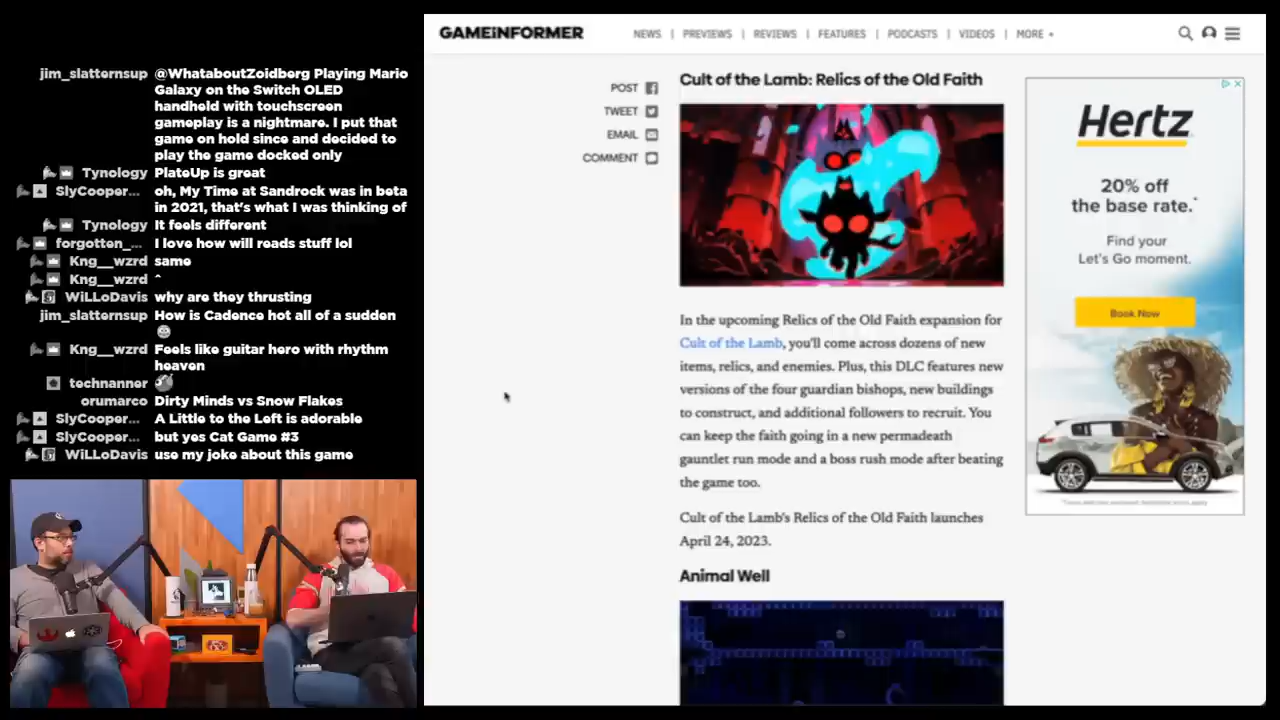 jim_slatternsup @WhataboutZoidberg Playing Mario
Galaxy on the Switch OLED
handheld with touchscreen
gameplay is a nightmare. I put that
game on hold since and decided to
play the game docked only
Tynology PlateUp is great
SlyCooper... oh, My Time at Sandrock was in beta
in 2021, that's what I was thinking of
Tynology It feels different
forgotten_... I love how will reads stuff lol
Kng__wzrd same
Kng__wzrd ^
WiLLoDavis why are they thrusting
jim_slatternsup How is Cadence hot all of a sudden
Kng__wzrd Feels like guitar hero with rhythm
heaven
technanner
orumarco Dirty Minds vs Snow Flakes
SlyCooper... A Little to the Left is adorable
SlyCooper... but yes Cat Game #3
WiLLoDavis use my joke about this game
GAMEINFORMER
NEWS | PREVIEWS | REVIEWS | FEATURES | PODCASTS | VIDEOS | MORE
POST
TWEET
EMAIL
COMMENT
Cult of the Lamb: Relics of the Old Faith
In the upcoming Relics of the Old Faith expansion for
Cult of the Lamb, you'll come across dozens of new
items, relics, and enemies. Plus, this DLC features new
versions of the four guardian bishops, new buildings
to construct, and additional followers to recruit. You
can keep the faith going in a new permadeath
gauntlet run mode and a boss rush mode after beating
the game too.
Cult of the Lamb's Relics of the Old Faith launches
April 24, 2023.
Animal Well
Hertz
20% off
the base rate.*
Find your
Let's Go moment.
Book Now